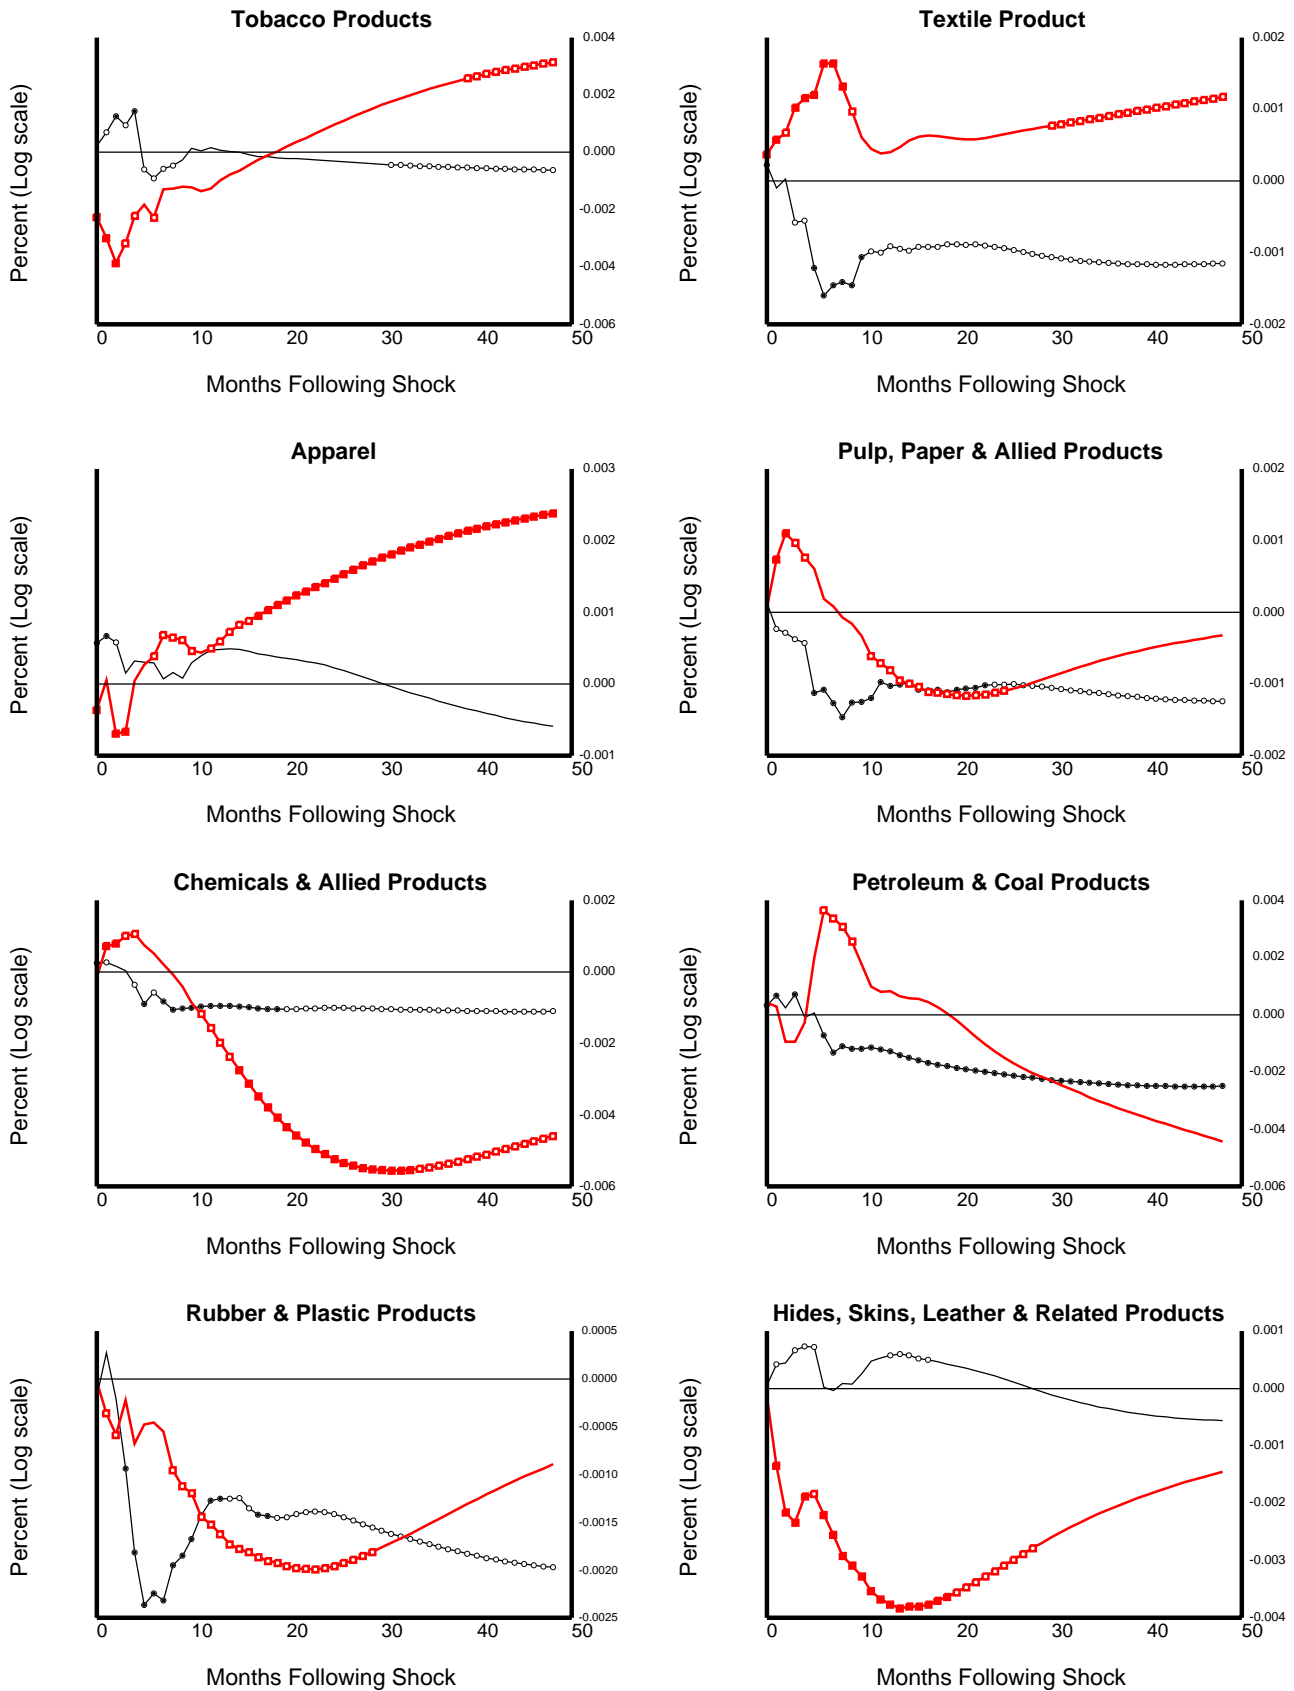 Tobacco Products
Percent (Log scale)
0.004
0.002
0.000
-0.002
-0.004
-0.006
0 10 20 30 40 50
Months Following Shock
Textile Product
Percent (Log scale)
0.002
0.001
0.000
-0.001
-0.002
0 10 20 30 40 50
Months Following Shock
Apparel
Percent (Log scale)
0.003
0.002
0.001
0.000
-0.001
0 10 20 30 40 50
Months Following Shock
Pulp, Paper & Allied Products
Percent (Log scale)
0.002
0.001
0.000
-0.001
-0.002
0 10 20 30 40 50
Months Following Shock
Chemicals & Allied Products
Percent (Log scale)
0.002
0.000
-0.002
-0.004
-0.006
0 10 20 30 40 50
Months Following Shock
Petroleum & Coal Products
Percent (Log scale)
0.004
0.002
0.000
-0.002
-0.004
-0.006
0 10 20 30 40 50
Months Following Shock
Rubber & Plastic Products
Percent (Log scale)
0.0005
0.0000
-0.0005
-0.0010
-0.0015
-0.0020
-0.0025
0 10 20 30 40 50
Months Following Shock
Hides, Skins, Leather & Related Products
Percent (Log scale)
0.001
0.000
-0.001
-0.002
-0.003
-0.004
0 10 20 30 40 50
Months Following Shock